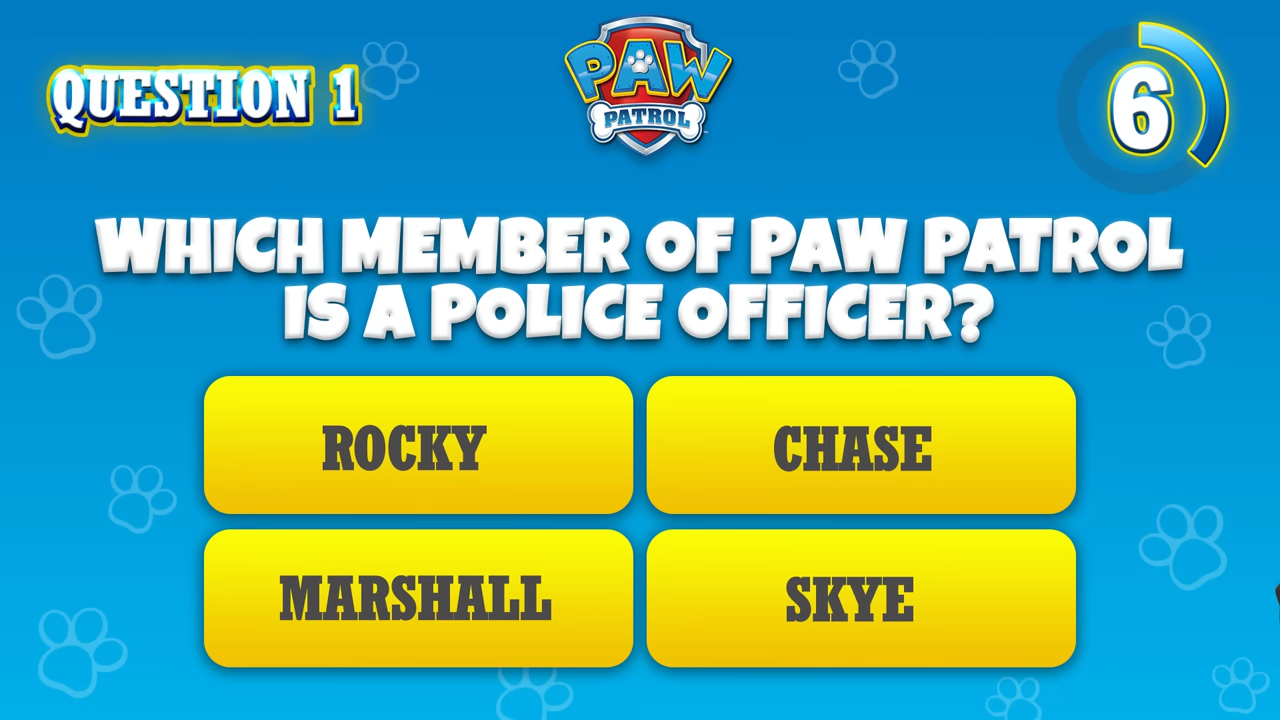 QUESTION 1
PAW
PATROL
6
WHICH MEMBER OF PAW PATROL
IS A POLICE OFFICER?
ROCKY
CHASE
MARSHALL
SKYE